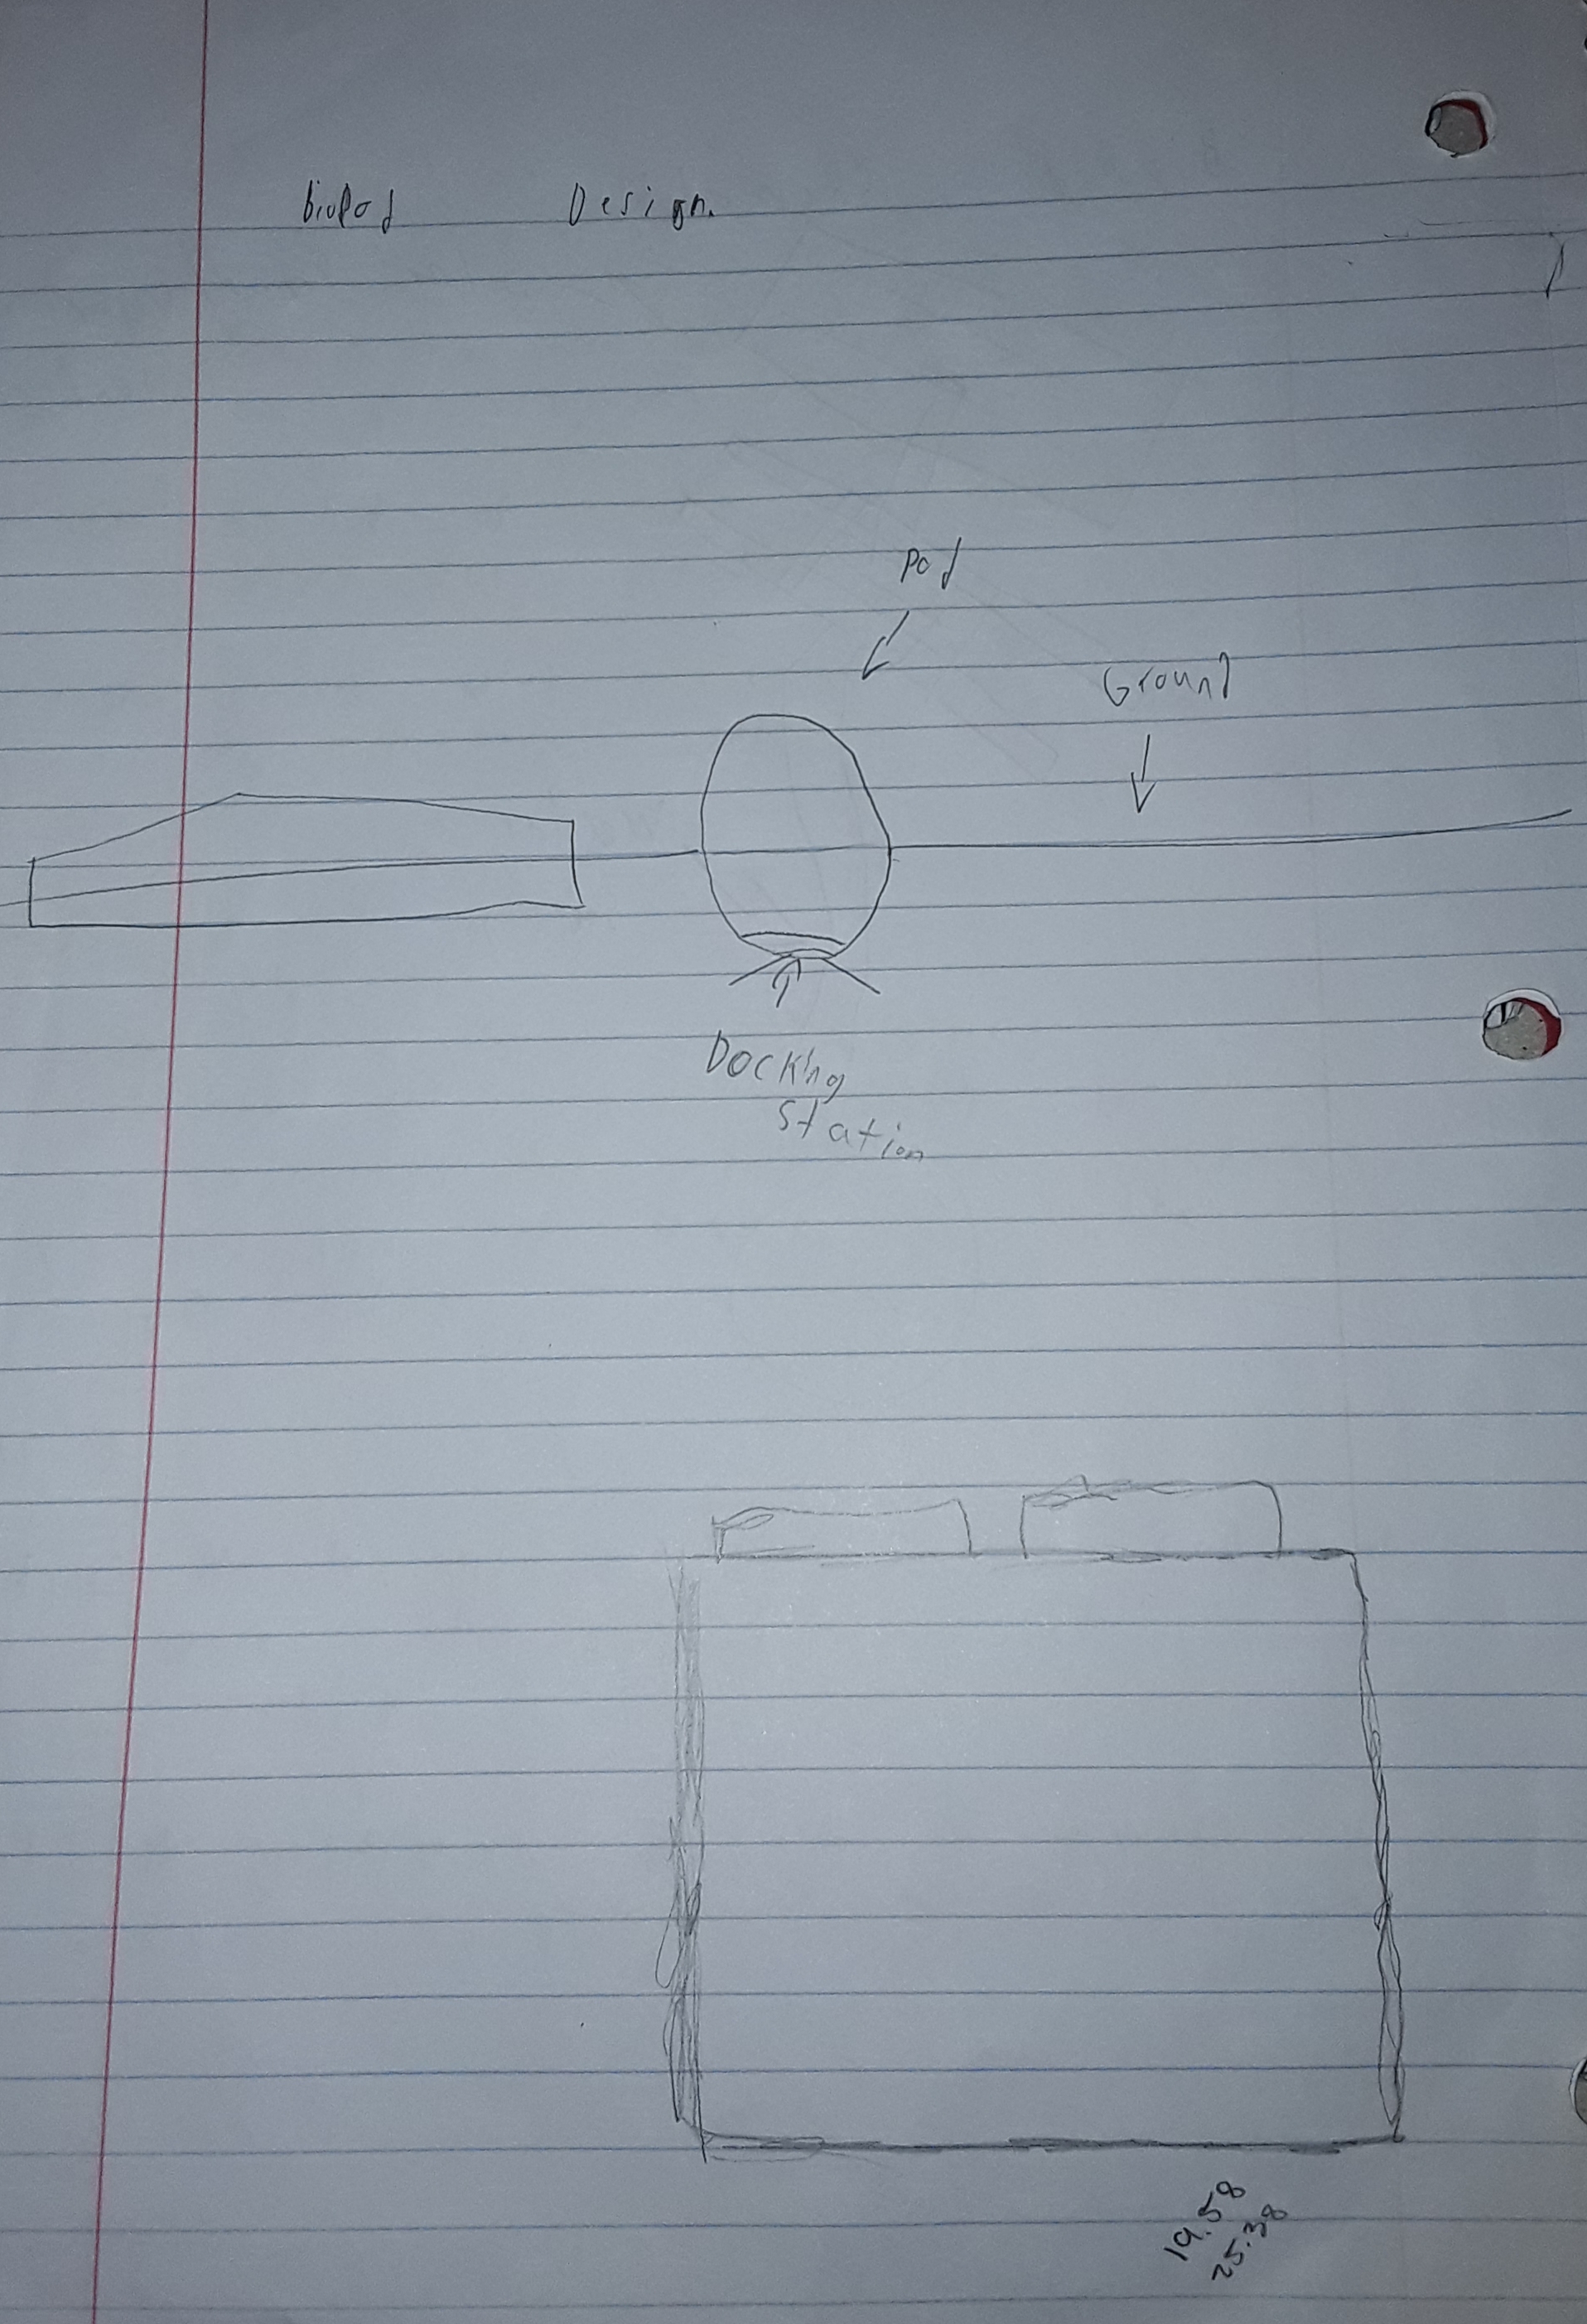 bioPod Design.
Pod
Ground
Docking
Station
19.58
25.38